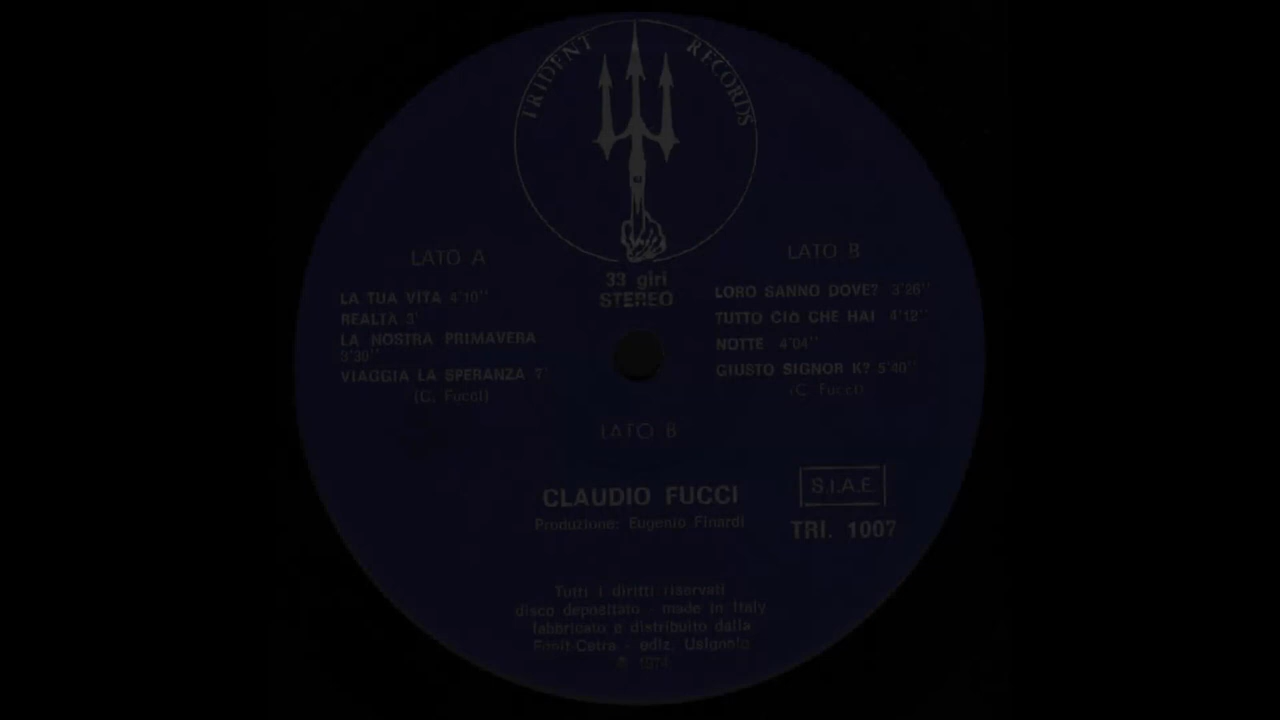 TRIDENT RECORDS
LATO A
LA TUA VITA 4'10''
REALTA 3'
LA NOSTRA PRIMAVERA
3'30''
VIAGGIA LA SPERANZA 7'
(C. Fucci)
33 giri
STEREO
LATO B
LORO SANNO DOVE? 3'26''
TUTTO CIÒ CHE HAI 4'12''
NOTTE 4'04''
GIUSTO SIGNOR K? 5'40''
(C. Fucci)
LATO B
CLAUDIO FUCCI
Produzione: Eugenio Finardi
S.I.A.E.
TRI. 1007
Tutti i diritti riservati
disco depositato - made in Italy
fabbricato e distribuito dalla
Fonit-Cetra - ediz. Usignolo
℗ 1974